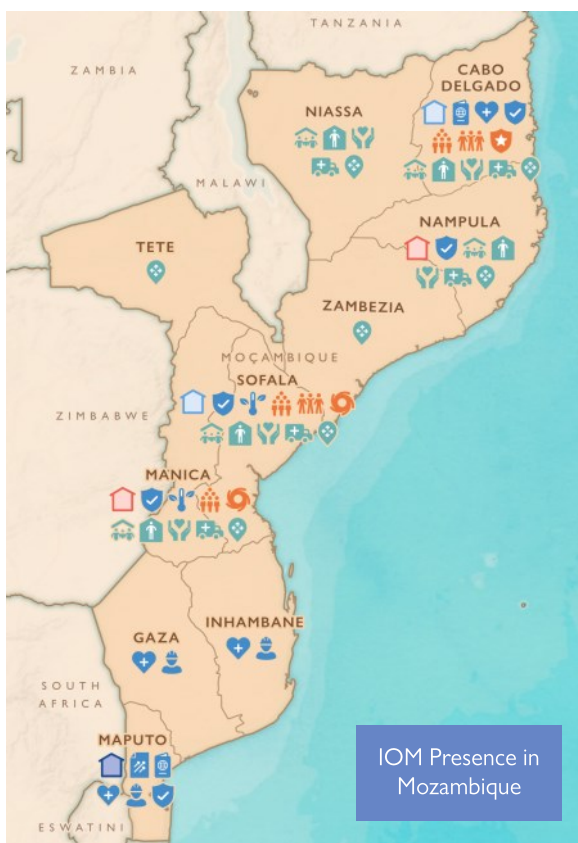 TANZANIA
ZAMBIA
CABO
DELGADO
NIASSA
MALAWI
NAMPULA
TETE
ZAMBEZIA
MOÇAMBIQUE
SOFALA
ZIMBABWE
MANICA
INHAMBANE
GAZA
SOUTH
AFRICA
MAPUTO
IOM Presence in
Mozambique
ESWATINI